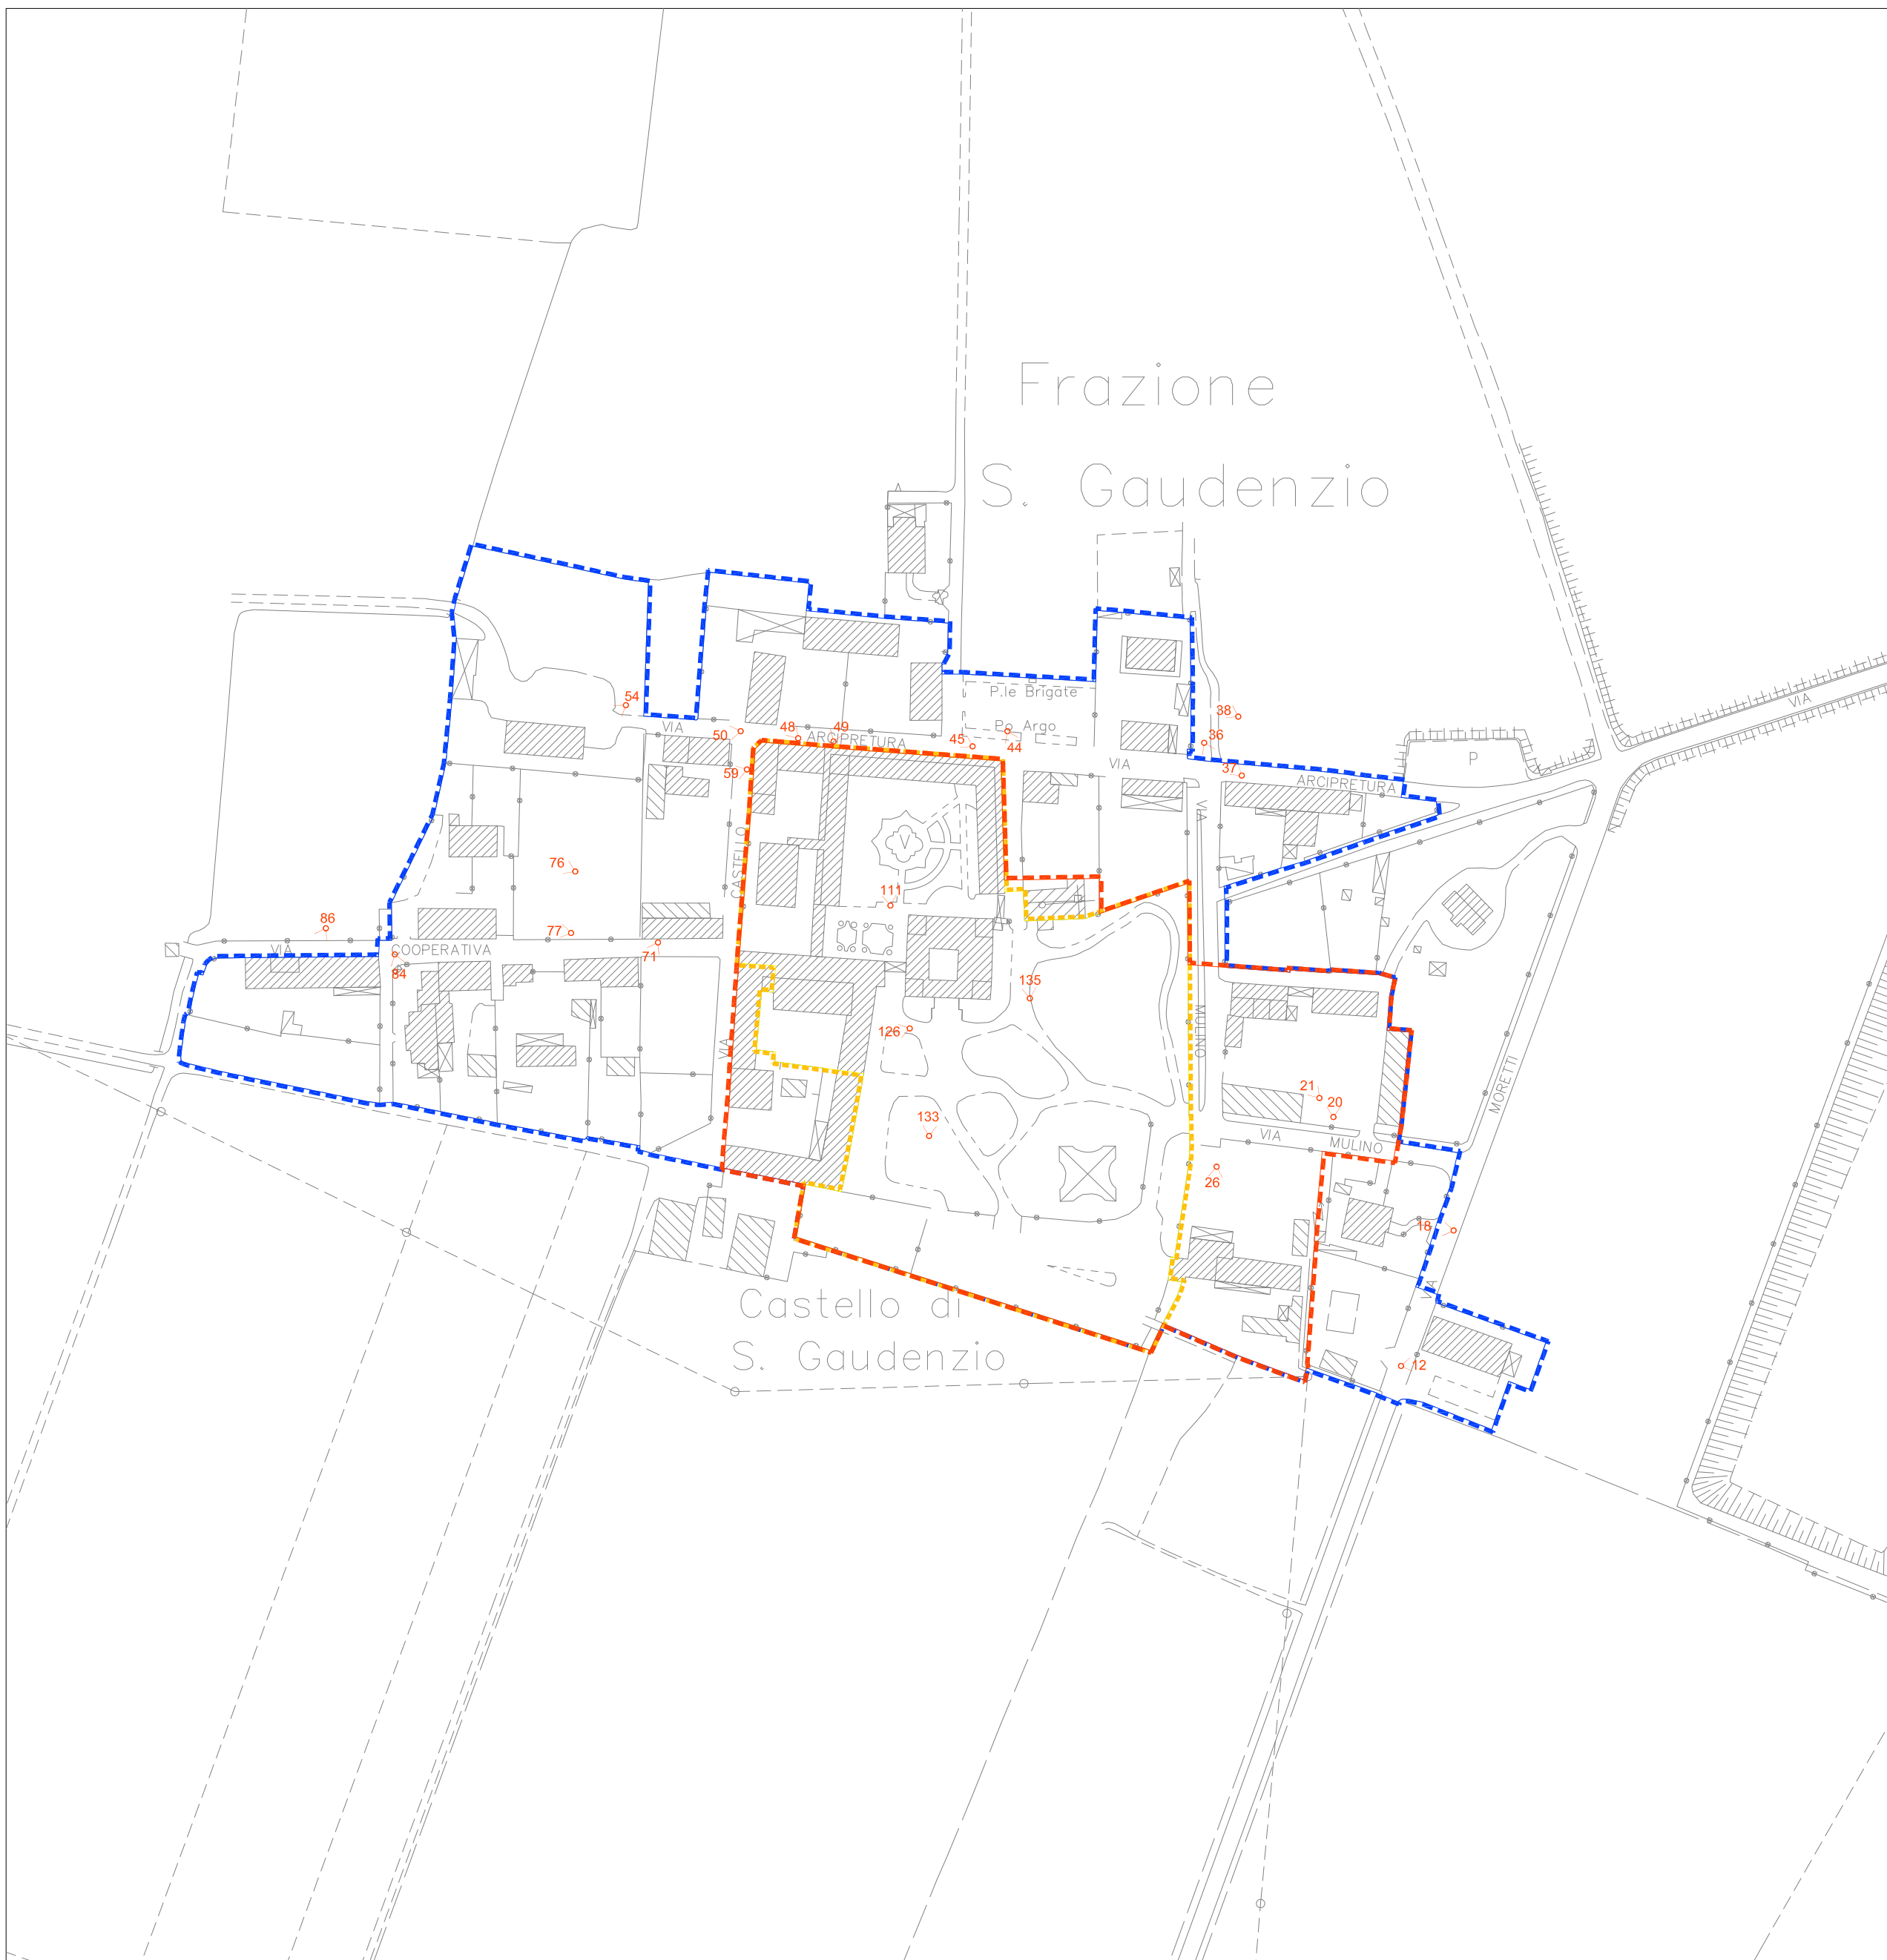 Frazione
S. Gaudenzio
P.le Brigate
Po Argo
54
VIA
50
48
49
ARCIPRETURA
45
44
38
36
VIA
37
ARCIPRETURA
P
VIA
59
CASTELLO
VIA
76
111
86
77
VIA
COOPERATIVA
71
84
135
126
VIA
MULINO
MORETTI
21
20
133
VIA
MULINO
26
18
VIA
Castello di
S. Gaudenzio
12